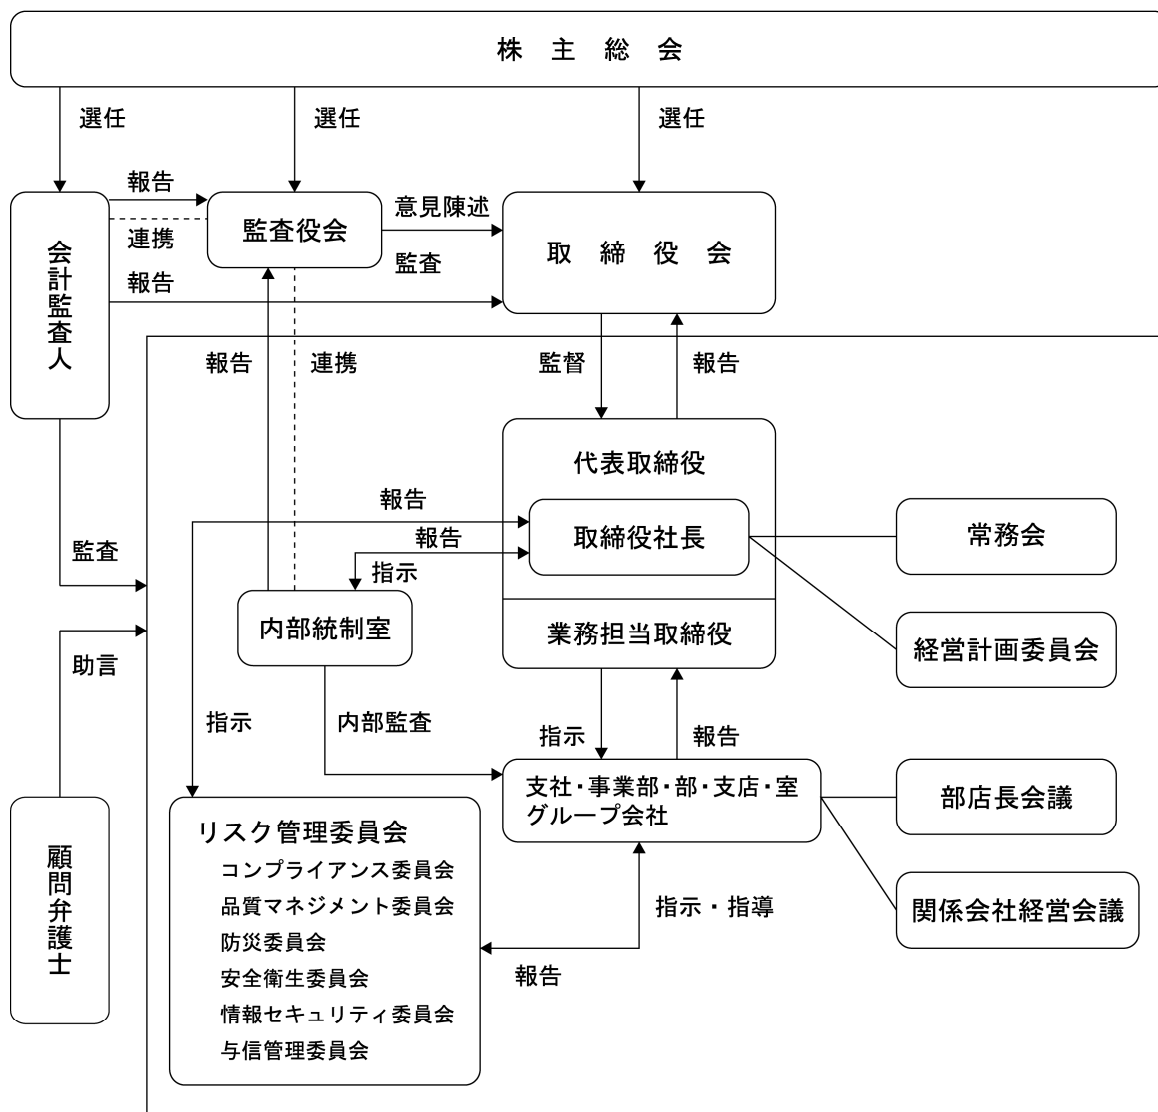 株主総会
選任
選任
選任
報告
監査役会
意見陳述
取締役会
連携
会計監査人
監査
報告
報告
連携
監督
報告
代表取締役
報告
取締役社長
常務会
報告
監査
指示
内部統制室
業務担当取締役
経営計画委員会
助言
指示
内部監査
指示
報告
支社・事業部・部・支店・室
グループ会社
部店長会議
リスク管理委員会
コンプライアンス委員会
品質マネジメント委員会
防災委員会
安全衛生委員会
情報セキュリティ委員会
与信管理委員会
顧問弁護士
指示・指導
関係会社経営会議
報告